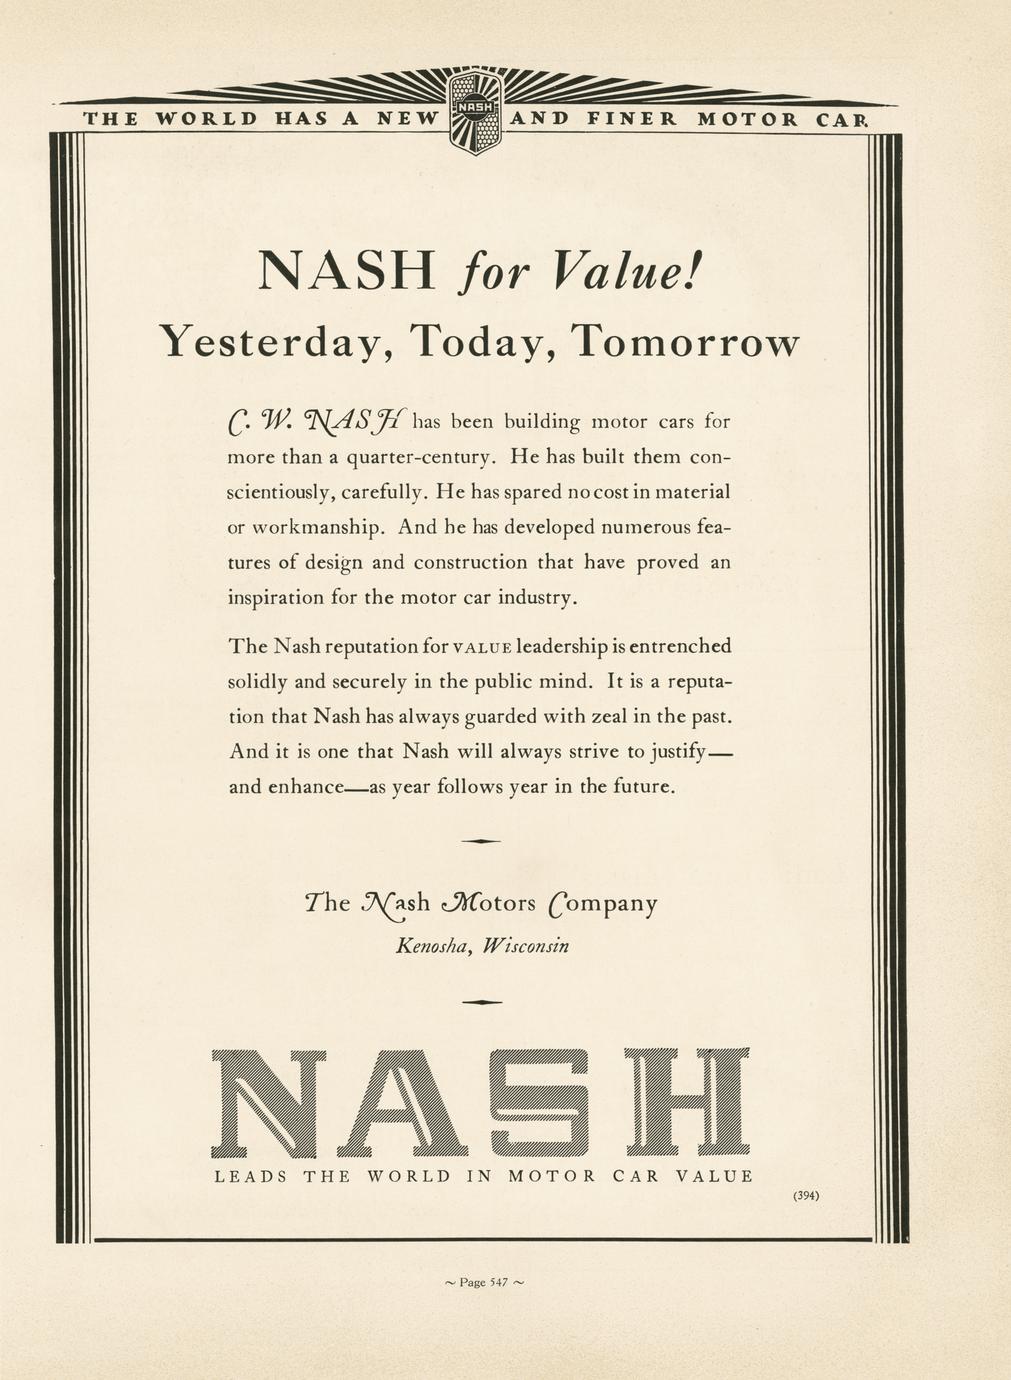 THE WORLD HAS A NEW NASH AND FINER MOTOR CAR
NASH for Value!
Yesterday, Today, Tomorrow
C. W. NASH has been building motor cars for
more than a quarter-century. He has built them con-
scientiously, carefully. He has spared no cost in material
or workmanship. And he has developed numerous fea-
tures of design and construction that have proved an
inspiration for the motor car industry.
The Nash reputation for VALUE leadership is entrenched
solidly and securely in the public mind. It is a reputa-
tion that Nash has always guarded with zeal in the past.
And it is one that Nash will always strive to justify—
and enhance—as year follows year in the future.
The Nash Motors Company
Kenosha, Wisconsin
NASH
LEADS THE WORLD IN MOTOR CAR VALUE
(394)
~ Page 547 ~